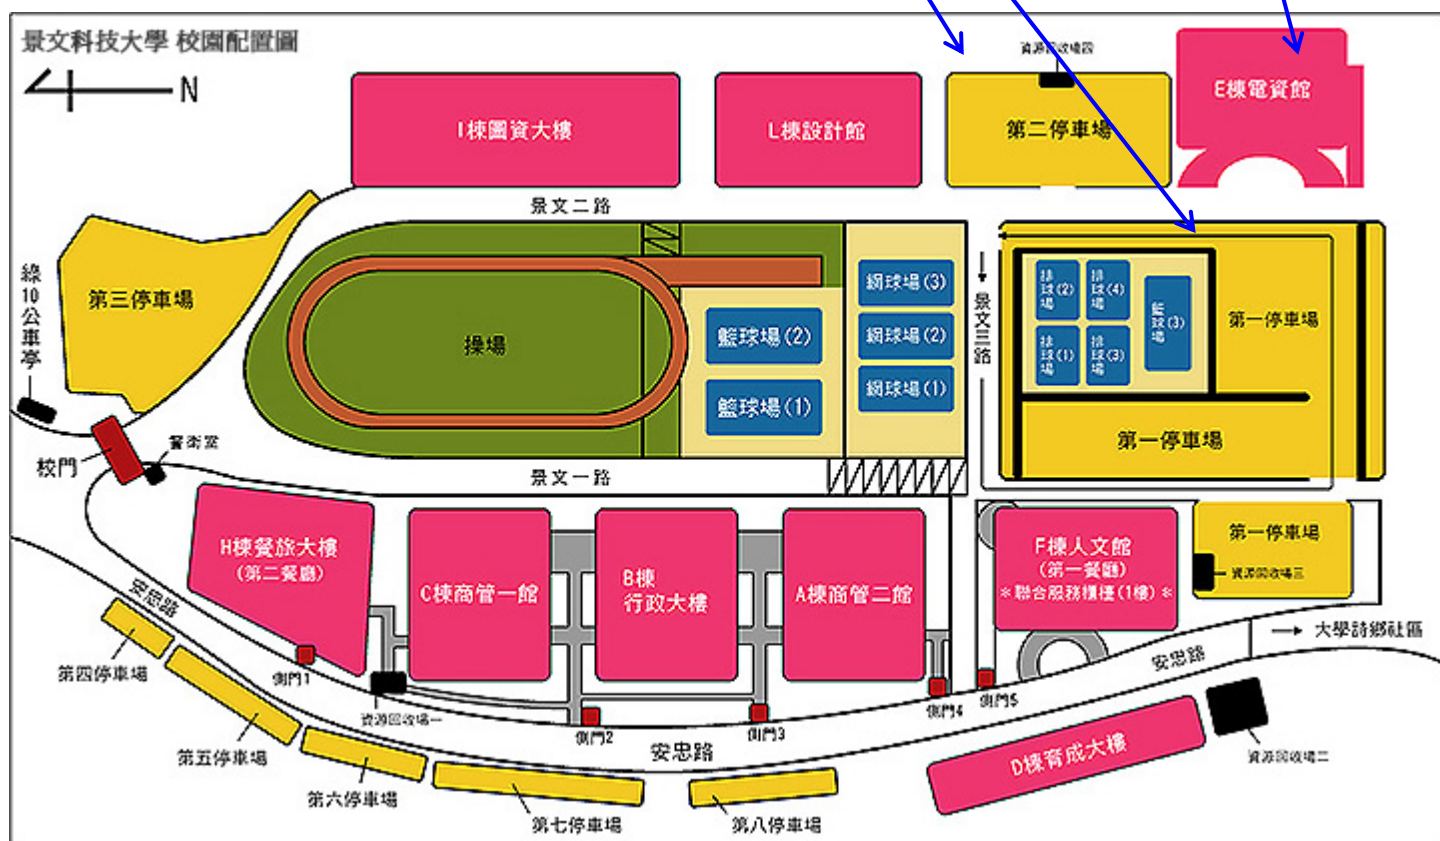 景文科技大學 校園配置圖
N
資源回收場四
I棟圖資大樓
L棟設計館
第二停車場
E棟電資館
景文二路
第三停車場
綠10公車亭
校門
警衛室
操場
籃球場(2)
籃球場(1)
網球場(3)
網球場(2)
網球場(1)
景文三路
排球場(2)
排球場(4)
排球場(1)
排球場(3)
籃球場(3)
第一停車場
第一停車場
景文一路
H棟餐旅大樓
(第二餐廳)
C棟商管一館
B棟
行政大樓
A棟商管二館
F棟人文館
(第一餐廳)
*聯合服務櫃檯(1樓)*
第一停車場
資源回收場三
→ 大學詩鄉社區
安忠路
安忠路
安忠路
側門1
側門2
側門3
側門4
側門5
資源回收場一
第四停車場
第五停車場
第六停車場
第七停車場
第八停車場
D棟育成大樓
資源回收場二